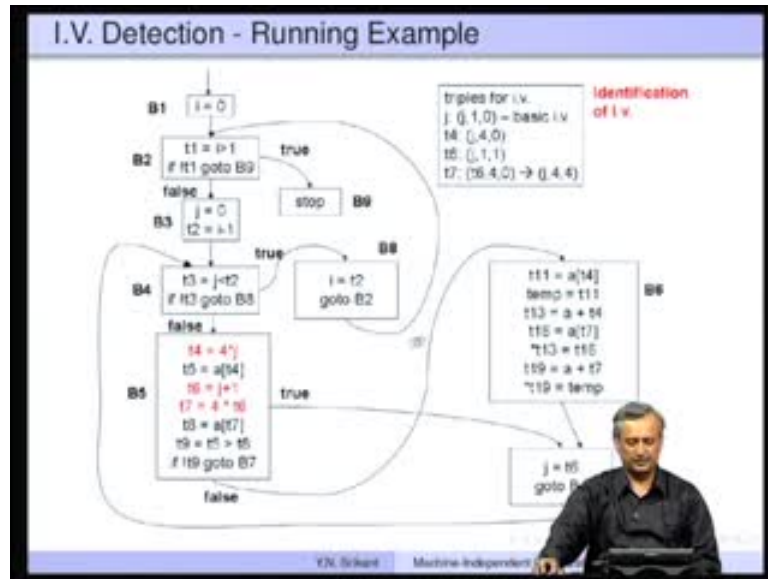 I.V. Detection - Running Example
B1
i = 0
B2
t1 = i>1
if !t1 goto B9
true
false
stop
B9
B3
j = 0
t2 = i-1
true
B8
i = t2
goto B2
B4
t3 = j<t2
if !t3 goto B8
false
B5
t4 = 4*j
t5 = a[t4]
t6 = j+1
t7 = 4 * t6
t8 = a[t7]
t9 = t5 > t8
if !t9 goto B7
true
false
triples for i.v.
j: (j,1,0) – basic i.v.
t4: (j,4,0)
t6: (j,1,1)
t7: (t6,4,0) → (j,4,4)
Identification
of i.v.
t11 = a[t4]
temp = t11
t13 = a + t4
t18 = a[t7]
*t13 = t18
t19 = a + t7
*t19 = temp
B6
j = t6
goto
Y.N. Srikant
Machine-Independent